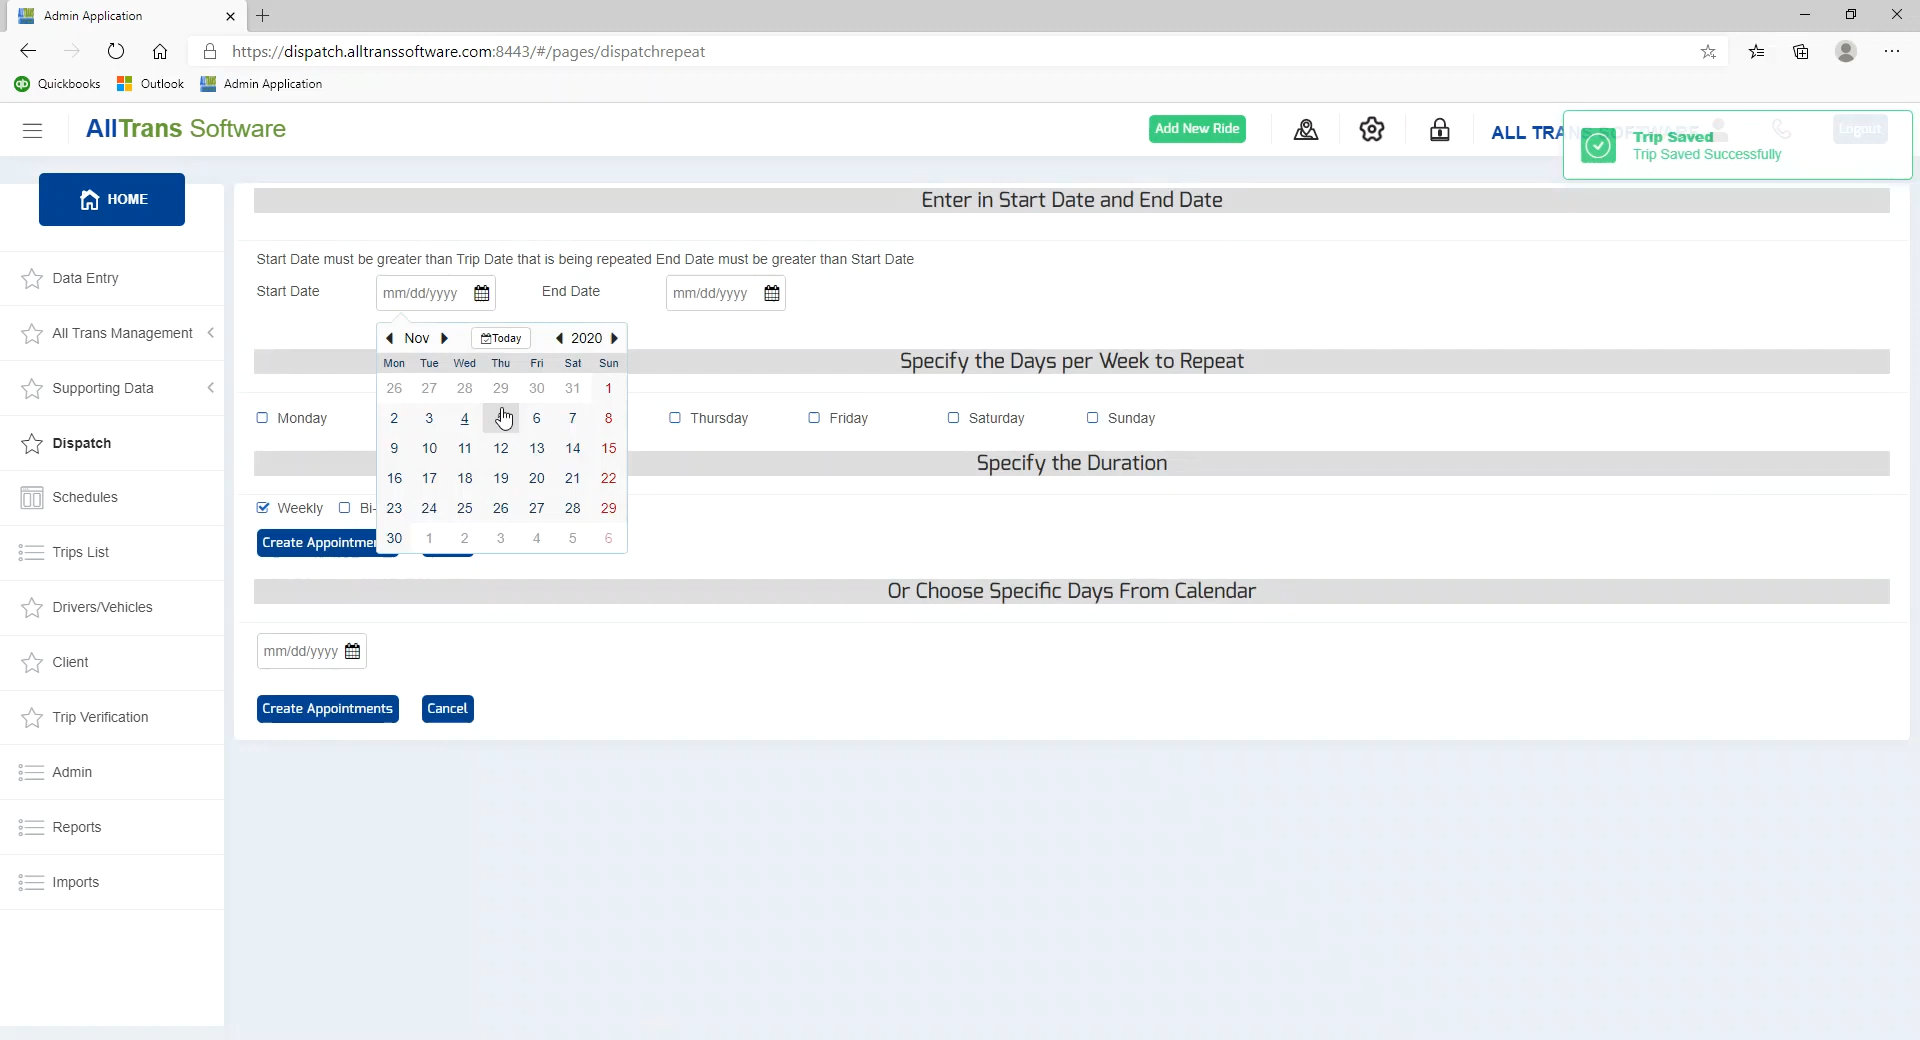 Admin Application
https://dispatch.alltranssoftware.com:8443/#/pages/dispatchrepeat
Quickbooks Outlook Admin Application
AllTrans Software
Add New Ride
ALL TRANS SOFTWARE
Logout
Trip Saved
Trip Saved Successfully
HOME
Data Entry
All Trans Management
Supporting Data
Dispatch
Schedules
Trips List
Drivers/Vehicles
Client
Trip Verification
Admin
Reports
Imports
Enter in Start Date and End Date
Start Date must be greater than Trip Date that is being repeated End Date must be greater than Start Date
Start Date mm/dd/yyyy End Date mm/dd/yyyy
Nov Today 2020
Mon Tue Wed Thu Fri Sat Sun
26 27 28 29 30 31 1
2 3 4 6 7 8
9 10 11 12 13 14 15
16 17 18 19 20 21 22
23 24 25 26 27 28 29
30 1 2 3 4 5 6
Specify the Days per Week to Repeat
Monday Thursday Friday Saturday Sunday
Specify the Duration
Weekly Bi-
Create Appointmen
Or Choose Specific Days From Calendar
mm/dd/yyyy
Create Appointments Cancel